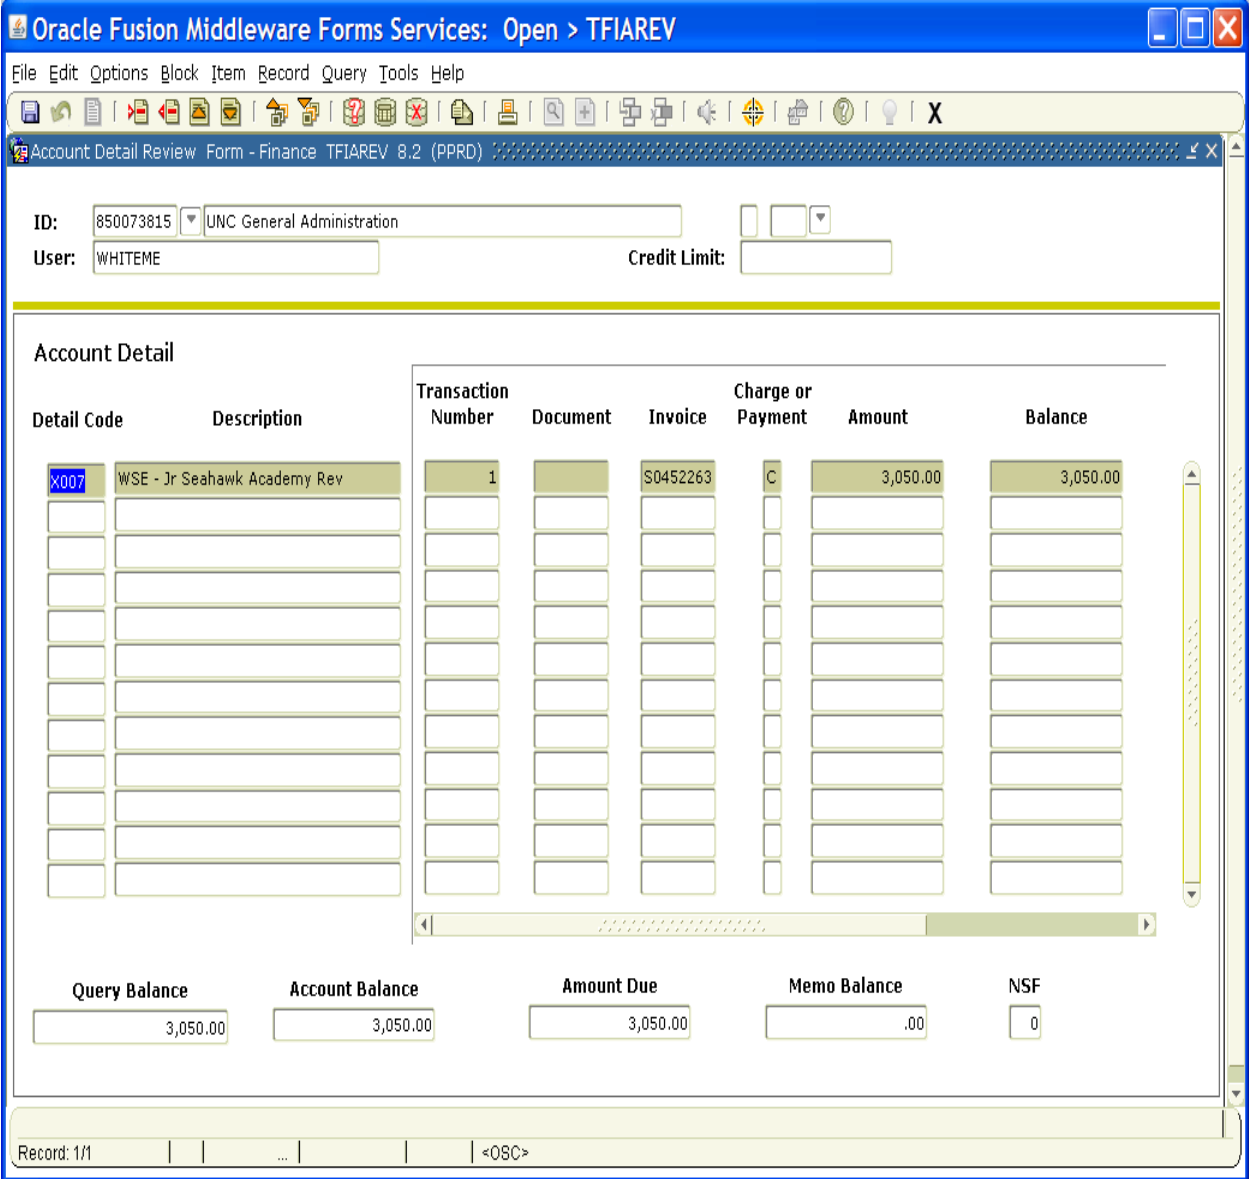 Oracle Fusion Middleware Forms Services: Open > TFIAREV
File Edit Options Block Item Record Query Tools Help
X
Account Detail Review Form - Finance TFIAREV 8.2 (PPRD)
ID: 850073815 UNC General Administration
User: WHITEME Credit Limit:
Account Detail
Transaction Charge or
Detail Code Description Number Document Invoice Payment Amount Balance
X007 WSE - Jr Seahawk Academy Rev 1 S0452263 C 3,050.00 3,050.00
Query Balance Account Balance Amount Due Memo Balance NSF
3,050.00 3,050.00 3,050.00 .00 0
Record: 1/1 ... <OSC>